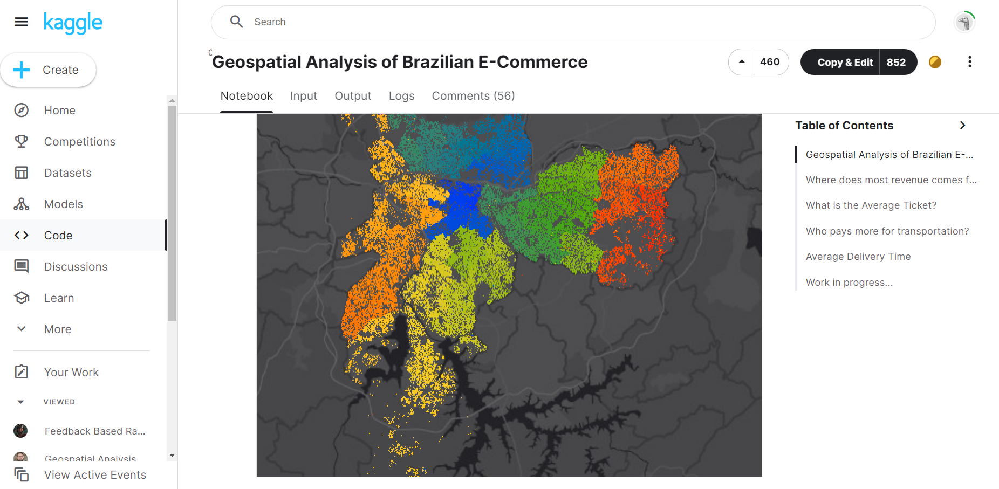 kaggle
Search
Create
Home
Competitions
Datasets
Models
Code
Discussions
Learn
More
Your Work
VIEWED
Feedback Based Ra...
Geospatial Analysis
View Active Events
Geospatial Analysis of Brazilian E-Commerce
460
Copy & Edit 852
Notebook Input Output Logs Comments (56)
Table of Contents
Geospatial Analysis of Brazilian E-...
Where does most revenue comes f...
What is the Average Ticket?
Who pays more for transportation?
Average Delivery Time
Work in progress...